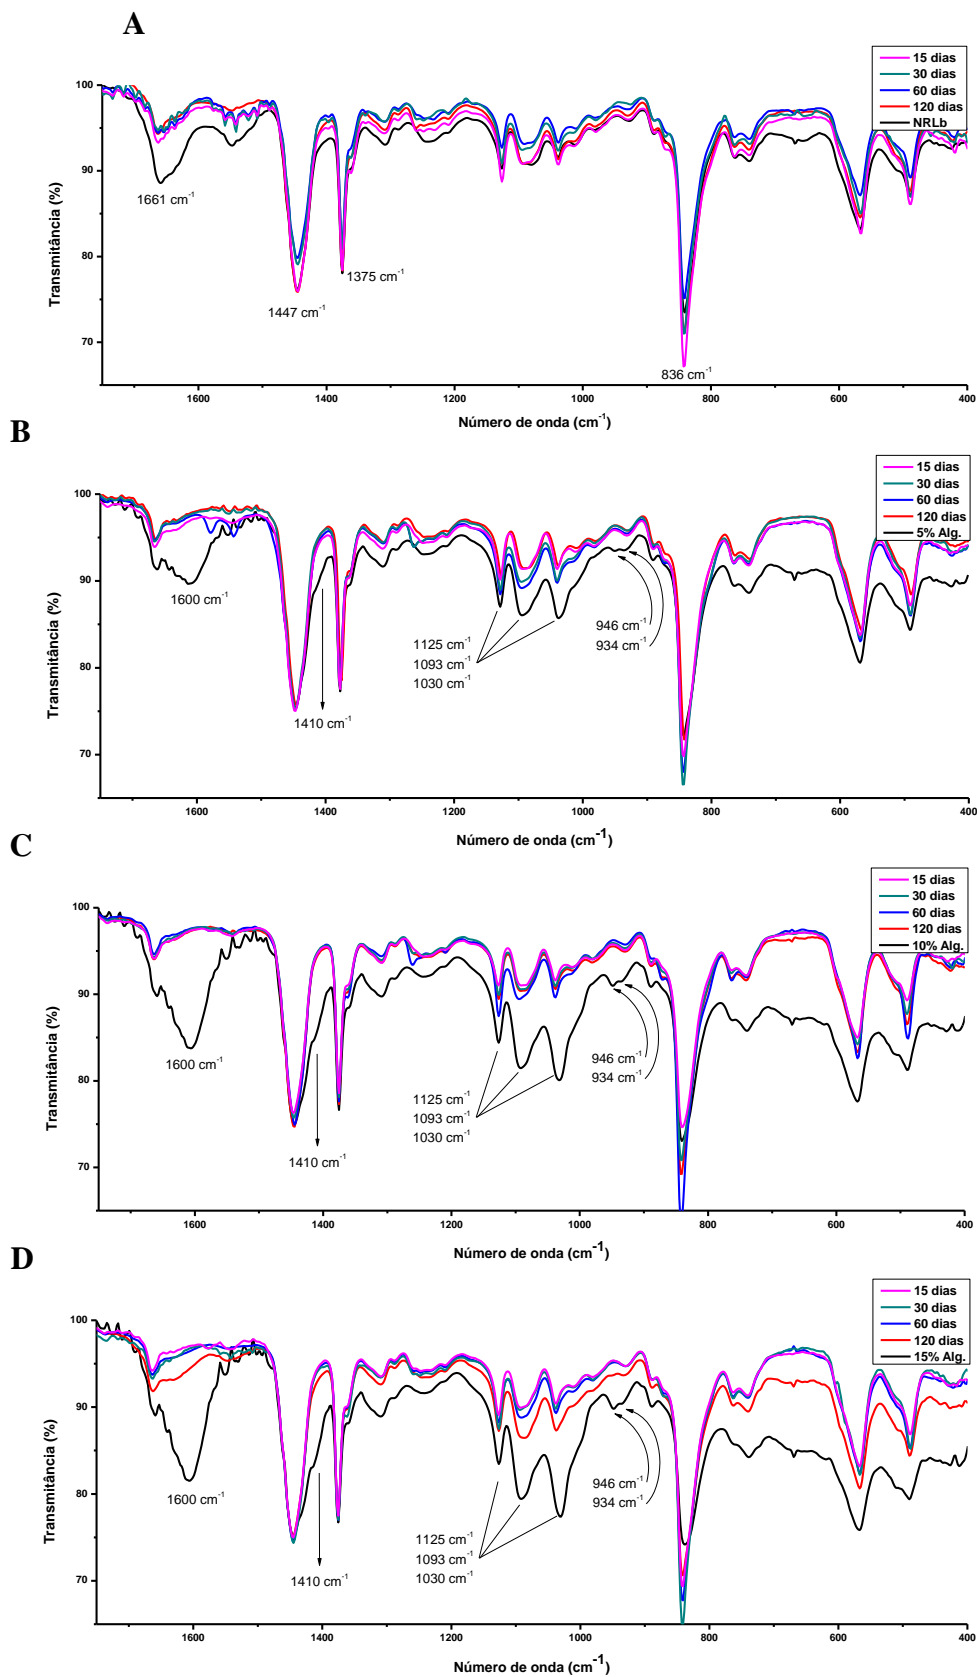 A
15 dias
30 dias
60 dias
120 dias
NRLb
100
90
80
70
Transmitância (%)
1661 cm-1
1447 cm-1
1375 cm-1
836 cm-1
1600
1400
1200
1000
800
600
400
Número de onda (cm-1)
B
15 dias
30 dias
60 dias
120 dias
5% Alg.
100
90
80
70
Transmitância (%)
1600 cm-1
1410 cm-1
1125 cm-1
1093 cm-1
1030 cm-1
946 cm-1
934 cm-1
1600
1400
1200
1000
800
600
400
Número de onda (cm-1)
C
15 dias
30 dias
60 dias
120 dias
10% Alg.
100
90
80
70
Transmitância (%)
1600 cm-1
1410 cm-1
1125 cm-1
1093 cm-1
1030 cm-1
946 cm-1
934 cm-1
1600
1400
1200
1000
800
600
400
Número de onda (cm-1)
D
15 dias
30 dias
60 dias
120 dias
15% Alg.
100
90
80
70
Transmitância (%)
1600 cm-1
1410 cm-1
1125 cm-1
1093 cm-1
1030 cm-1
946 cm-1
934 cm-1
1600
1400
1200
1000
800
600
400
Número de onda (cm-1)